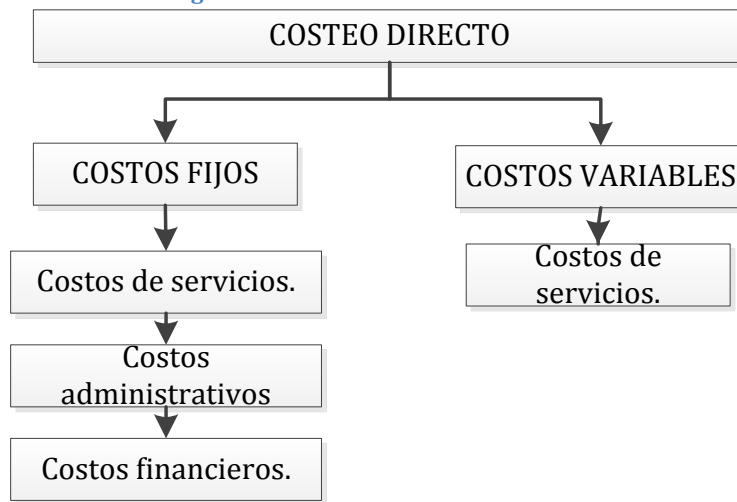 COSTEO DIRECTO
COSTOS FIJOS
COSTOS VARIABLES
Costos de servicios.
Costos de
servicios.
Costos
administrativos
Costos financieros.